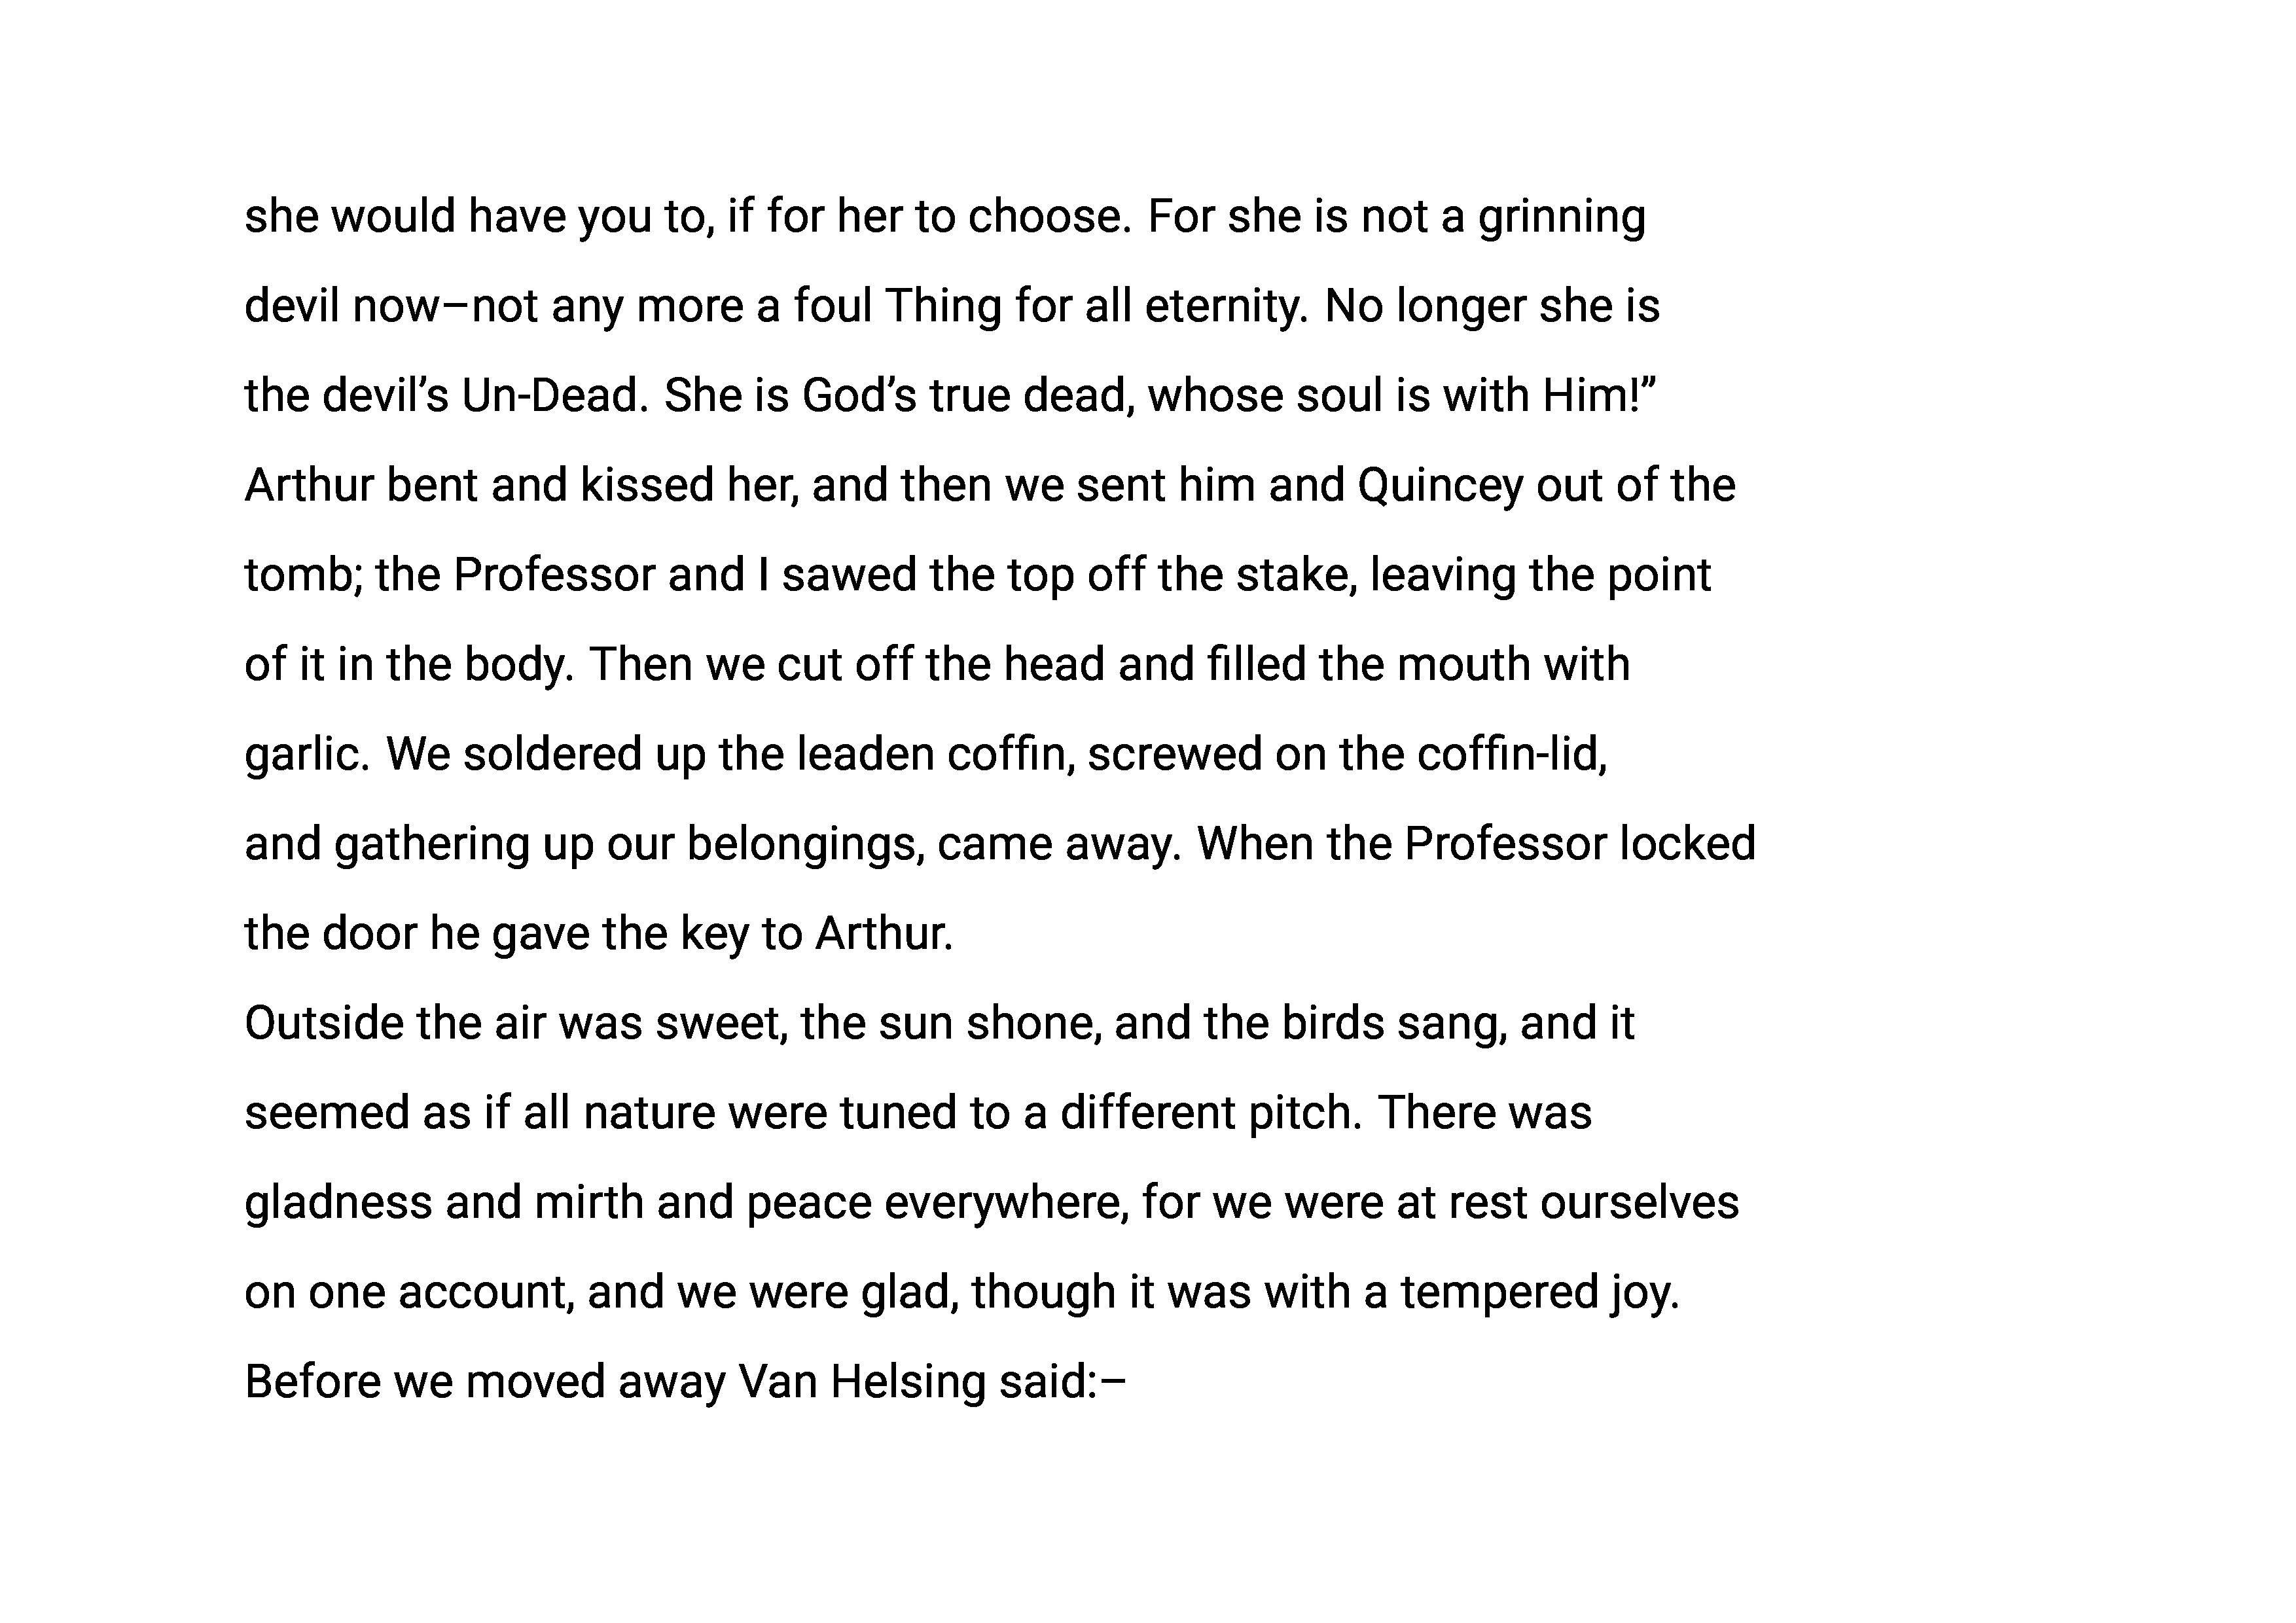 she would have you to, if for her to choose. For she is not a grinning
devil now–not any more a foul Thing for all eternity. No longer she is
the devil’s Un-Dead. She is God’s true dead, whose soul is with Him!”
Arthur bent and kissed her, and then we sent him and Quincey out of the
tomb; the Professor and I sawed the top off the stake, leaving the point
of it in the body. Then we cut off the head and filled the mouth with
garlic. We soldered up the leaden coffin, screwed on the coffin-lid,
and gathering up our belongings, came away. When the Professor locked
the door he gave the key to Arthur.
Outside the air was sweet, the sun shone, and the birds sang, and it
seemed as if all nature were tuned to a different pitch. There was
gladness and mirth and peace everywhere, for we were at rest ourselves
on one account, and we were glad, though it was with a tempered joy.
Before we moved away Van Helsing said:–